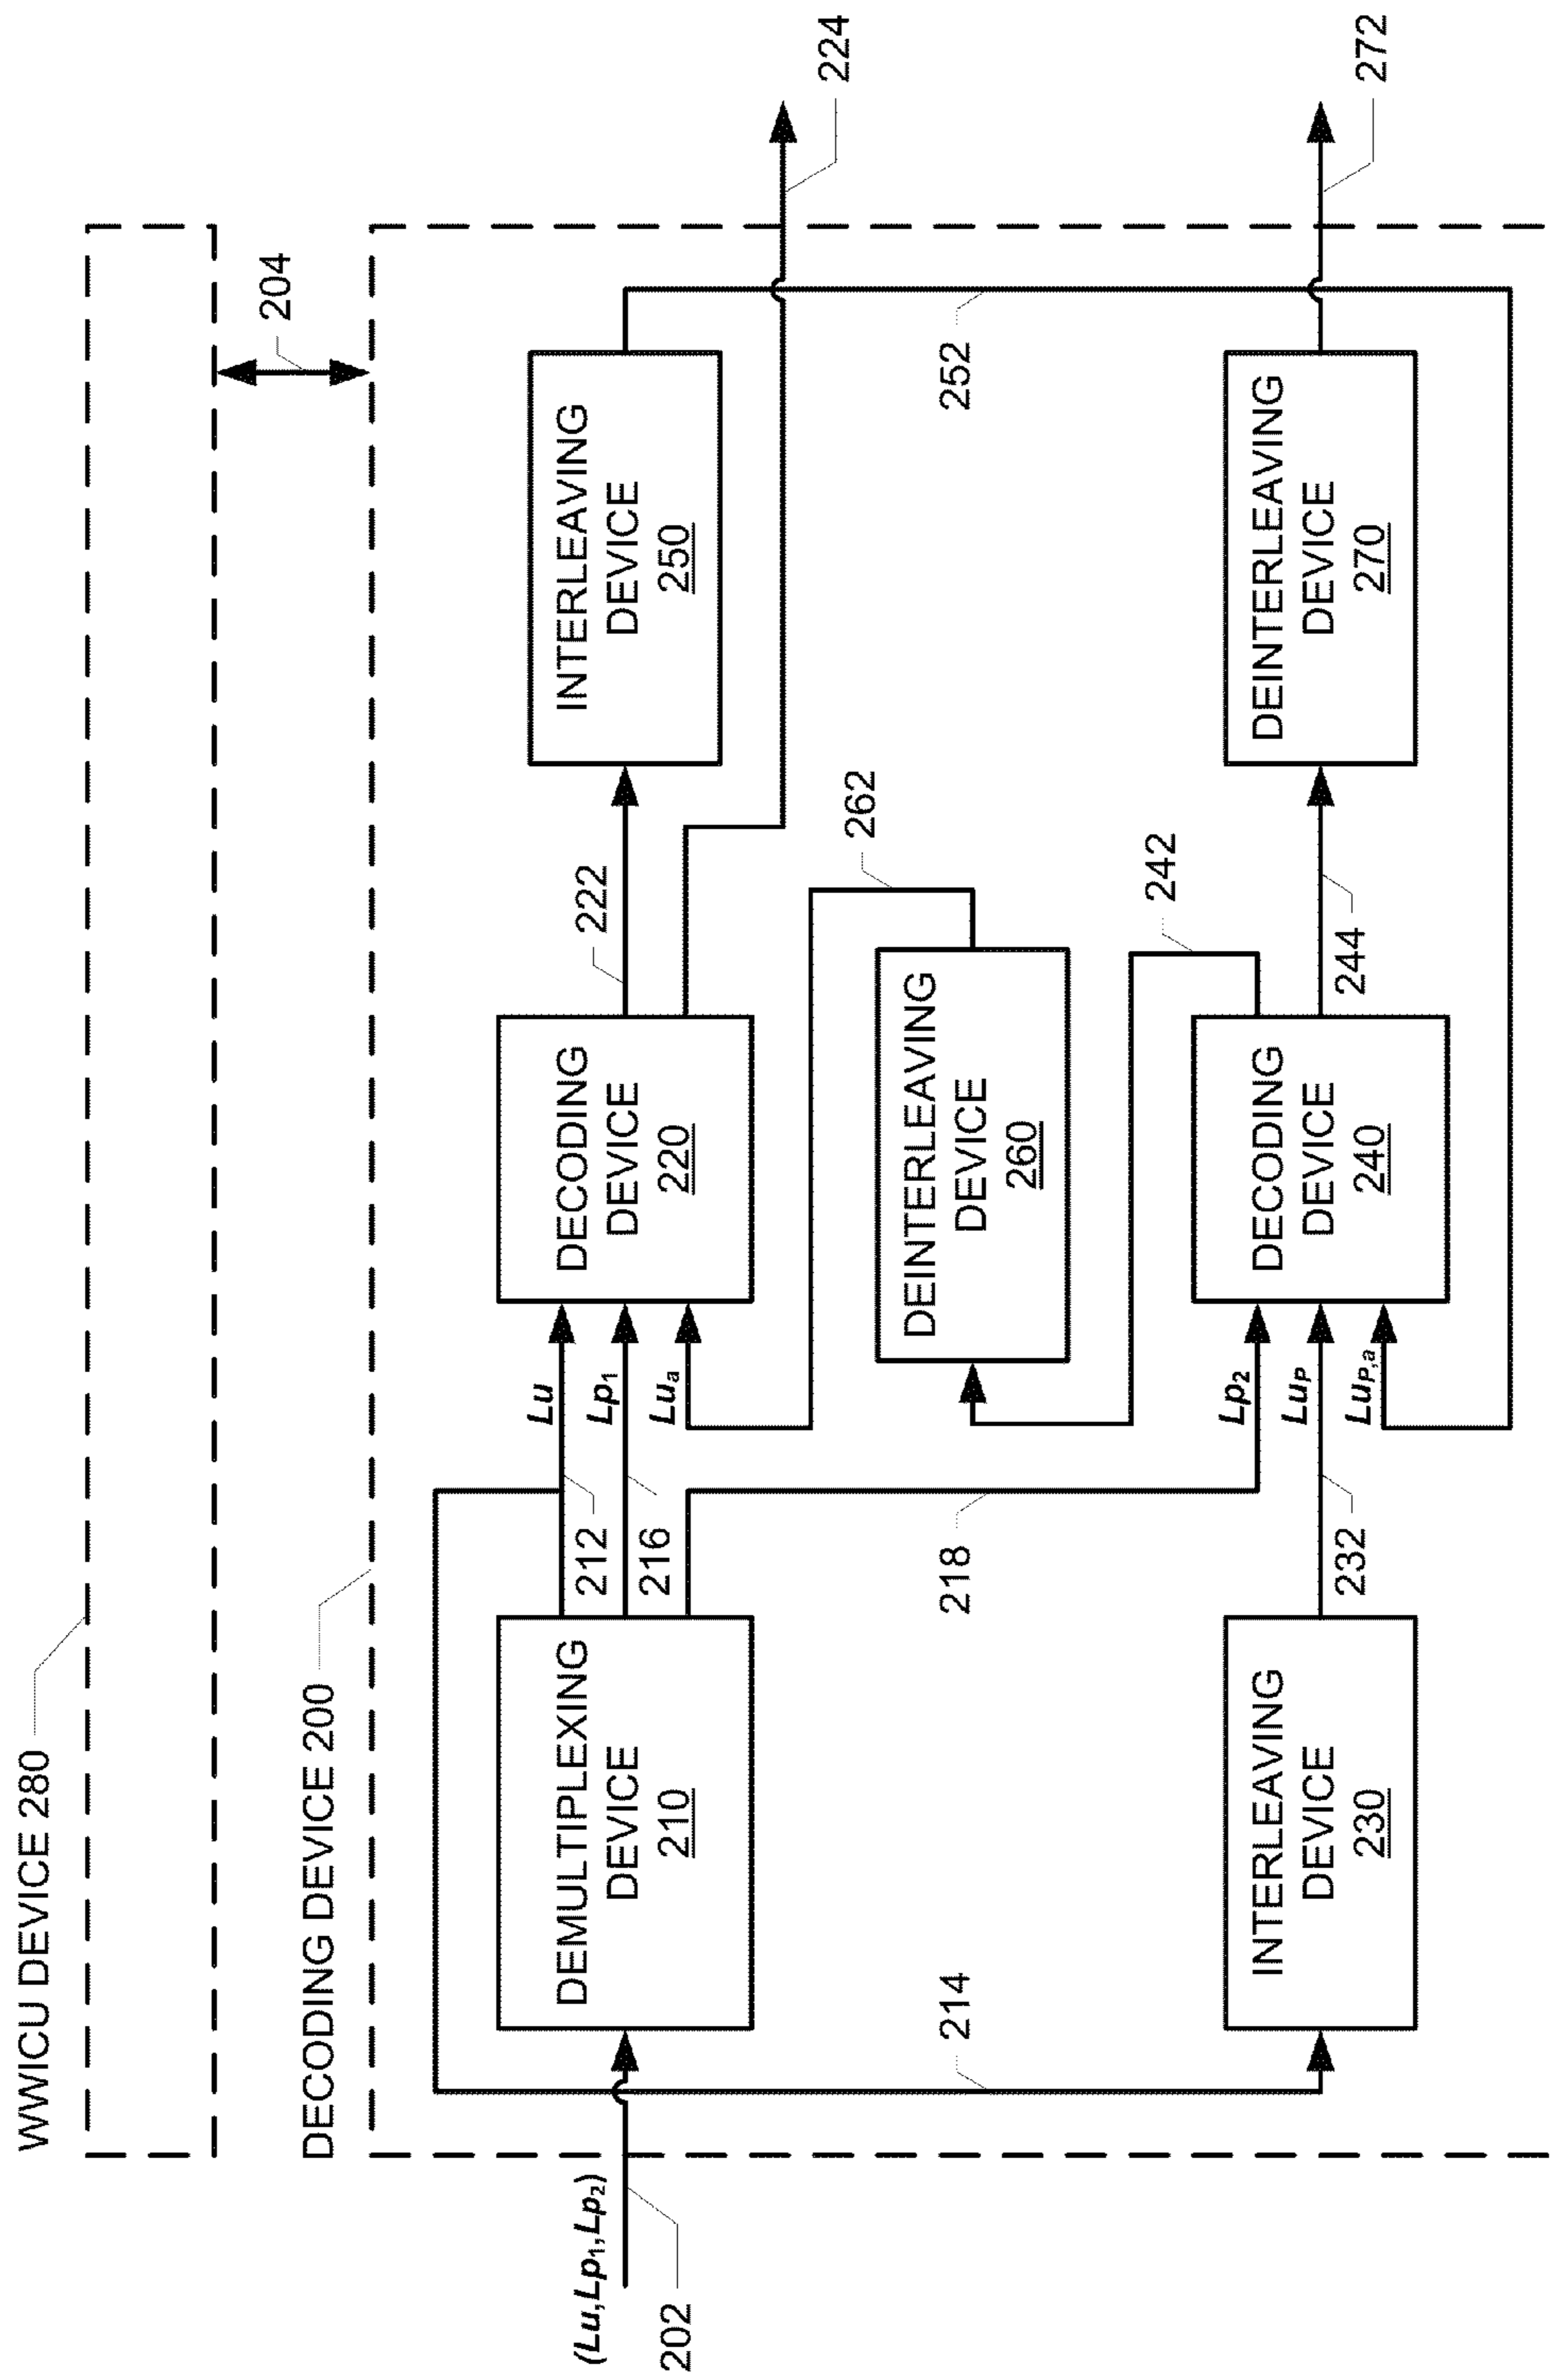 WWICU DEVICE 280
204
DECODING DEVICE 200
(Lu,Lp₁,Lp₂)
202
DEMULTIPLEXING
DEVICE
210
212
216
Lu
Lp₁
Luₐ
DECODING
DEVICE
220
222
INTERLEAVING
DEVICE
250
224
214
218
DEINTERLEAVING
DEVICE
260
262
252
242
INTERLEAVING
DEVICE
230
232
Lp₂
Lu_P
Lu_P,a
DECODING
DEVICE
240
244
DEINTERLEAVING
DEVICE
270
272